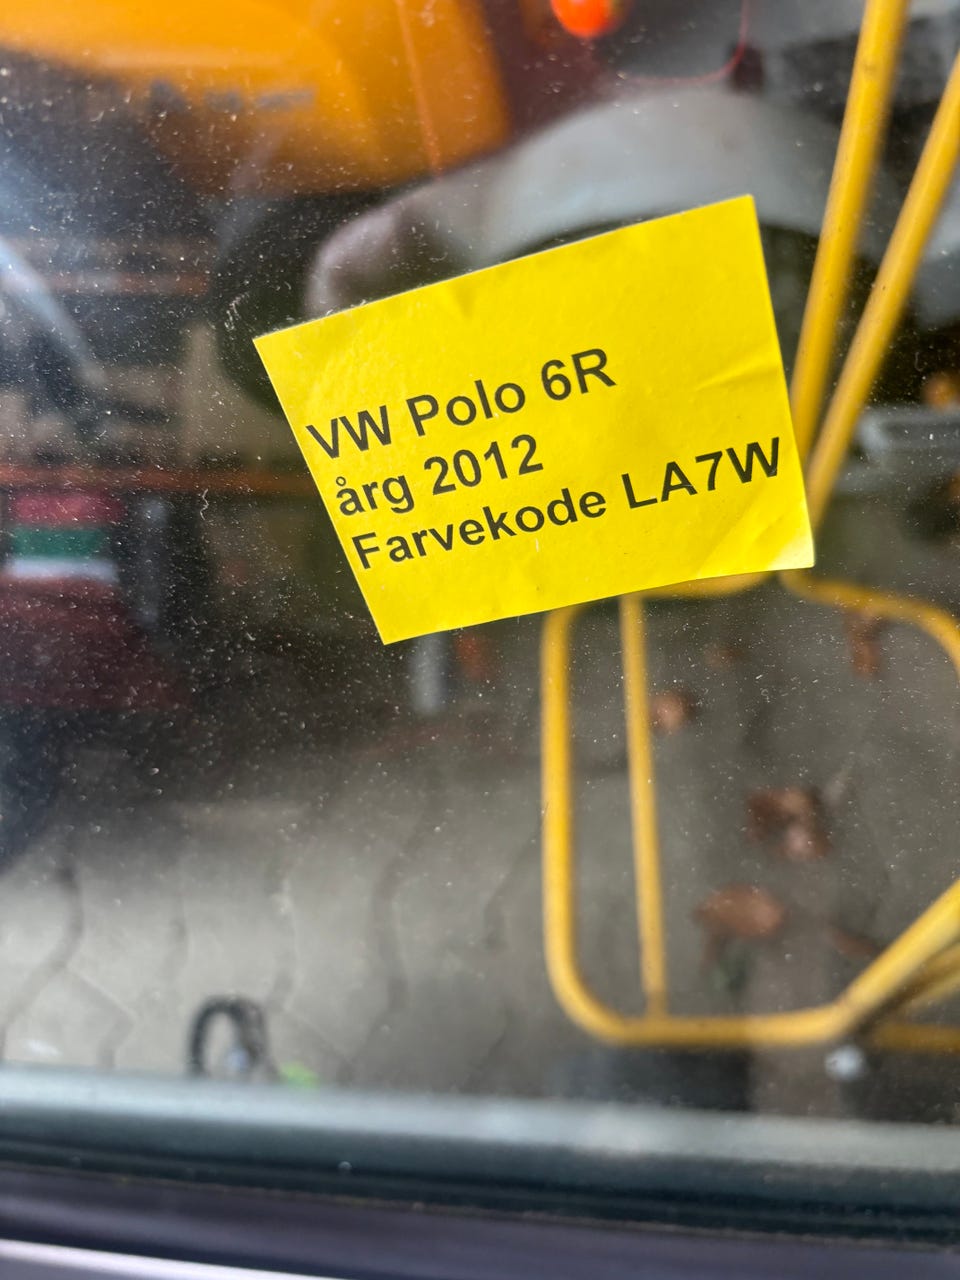 VW Polo 6R
årg 2012
Farvekode LA7W